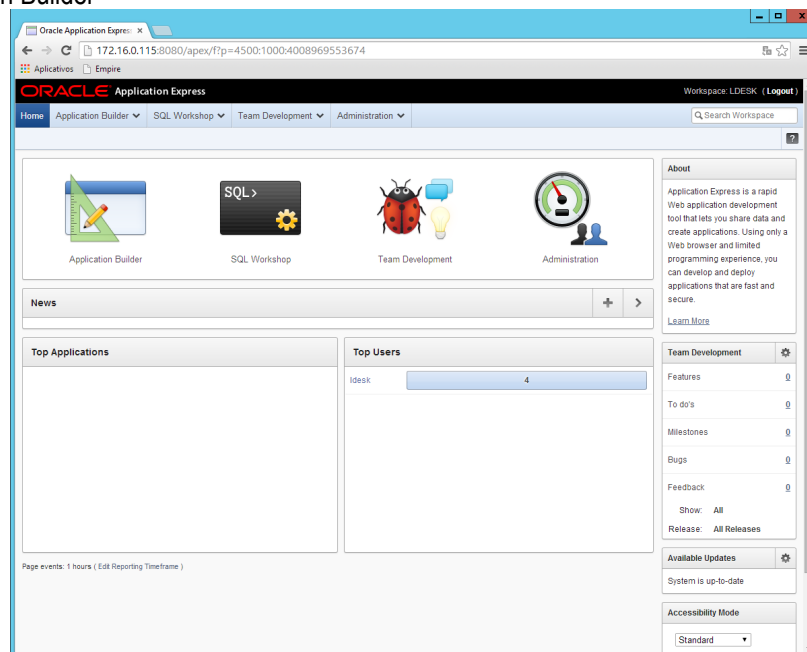 n Builder
Oracle Application Expres
172.16.0.115:8080/apex/f?p=4500:1000:4008969553674
Aplicativos Empire
ORACLE Application Express
Workspace: LDESK ( Logout )
Home Application Builder SQL Workshop Team Development Administration
Search Workspace
?
SQL>
Application Builder SQL Workshop Team Development Administration
News
Top Applications
Top Users
ldesk 4
Page events: 1 hours ( Edit Reporting Timeframe )
About
Application Express is a rapid
Web application development
tool that lets you share data and
create applications. Using only a
Web browser and limited
programming experience, you
can develop and deploy
applications that are fast and
secure.
Learn More
Team Development
Features 0
To do's 0
Milestones 0
Bugs 0
Feedback 0
Show: All
Release: All Releases
Available Updates
System is up-to-date
Accessibility Mode
Standard